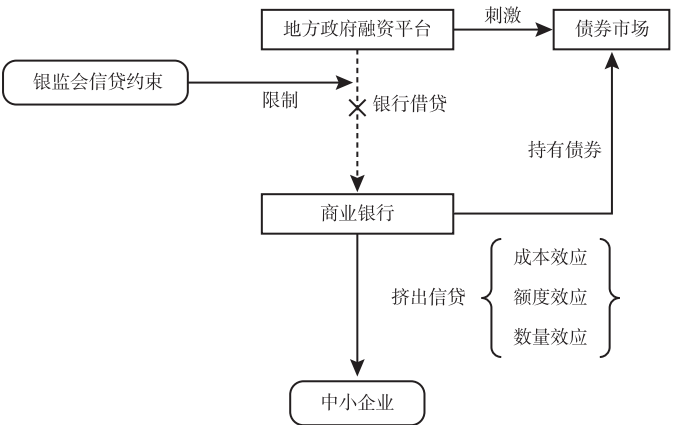 地方政府融资平台
刺激
债券市场
银监会信贷约束
限制
银行借贷
持有债券
商业银行
挤出信贷
成本效应
额度效应
数量效应
中小企业